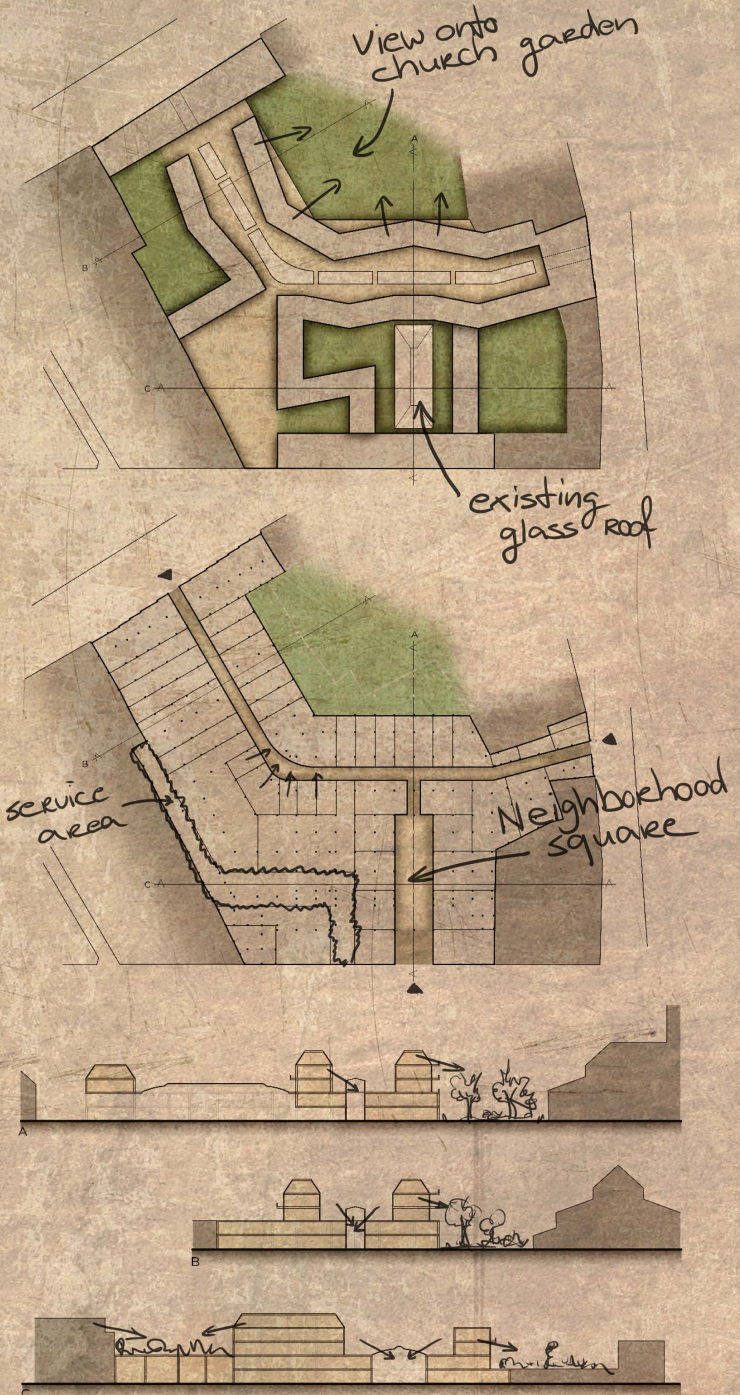 View onto
church garden
A
B
C
existing
glass roof
A
B
service
area
Neighborhood
square
C
A
B
C